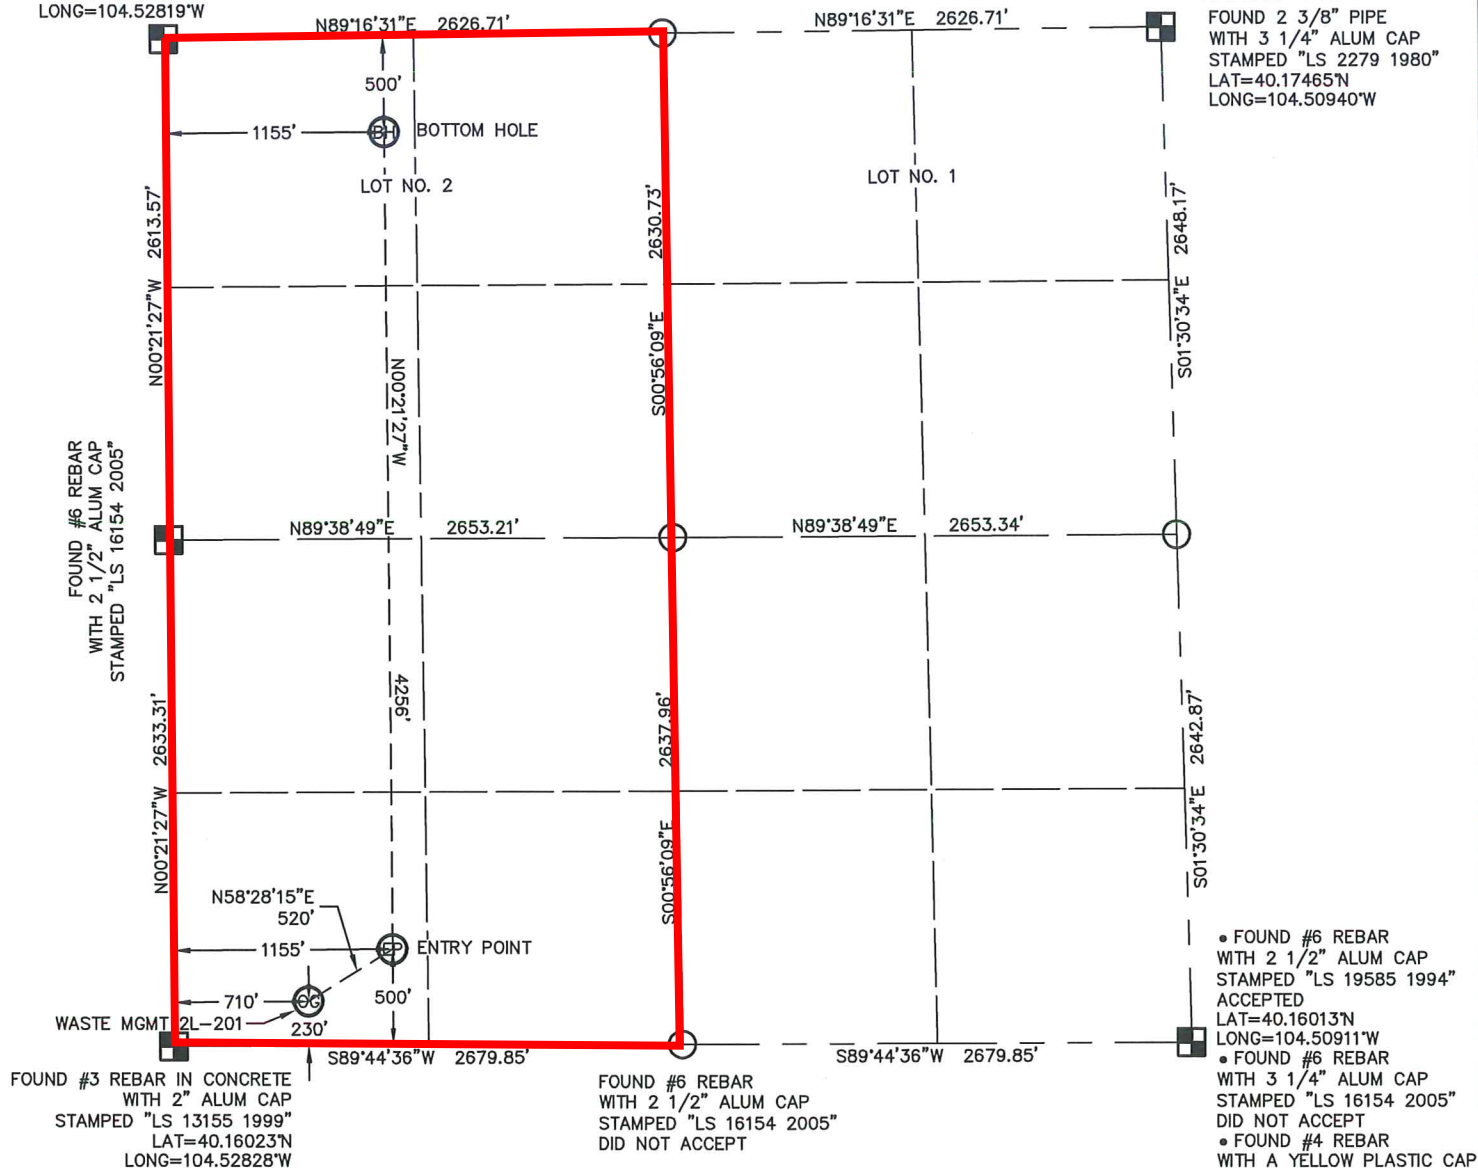 LONG=104.52819°W
N89°16'31"E 2626.71'
N89°16'31"E 2626.71'
FOUND 2 3/8" PIPE
WITH 3 1/4" ALUM CAP
STAMPED "LS 2279 1980"
LAT=40.17465°N
LONG=104.50940°W
500'
1155'
BH
BOTTOM HOLE
LOT NO. 2
LOT NO. 1
N00°21'27"W 2613.57'
N00°21'27"W
S00°56'09"E 2630.73'
S01°30'34"E 2648.17'
FOUND #6 REBAR
WITH 2 1/2" ALUM CAP
STAMPED "LS 16154 2005"
N89°38'49"E 2653.21'
N89°38'49"E 2653.34'
4256'
N00°21'27"W 2633.31'
S00°56'09"E 2637.96'
S01°30'34"E 2642.87'
N58°28'15"E
520'
1155'
EP
ENTRY POINT
710'
OG
500'
WASTE MGMT 2L-201
230'
S89°44'36"W 2679.85'
S89°44'36"W 2679.85'
FOUND #3 REBAR IN CONCRETE
WITH 2" ALUM CAP
STAMPED "LS 13155 1999"
LAT=40.16023°N
LONG=104.52828°W
FOUND #6 REBAR
WITH 2 1/2" ALUM CAP
STAMPED "LS 16154 2005"
DID NOT ACCEPT
• FOUND #6 REBAR
WITH 2 1/2" ALUM CAP
STAMPED "LS 19585 1994"
ACCEPTED
LAT=40.16013°N
LONG=104.50911°W
• FOUND #6 REBAR
WITH 3 1/4" ALUM CAP
STAMPED "LS 16154 2005"
DID NOT ACCEPT
• FOUND #4 REBAR
WITH A YELLOW PLASTIC CAP